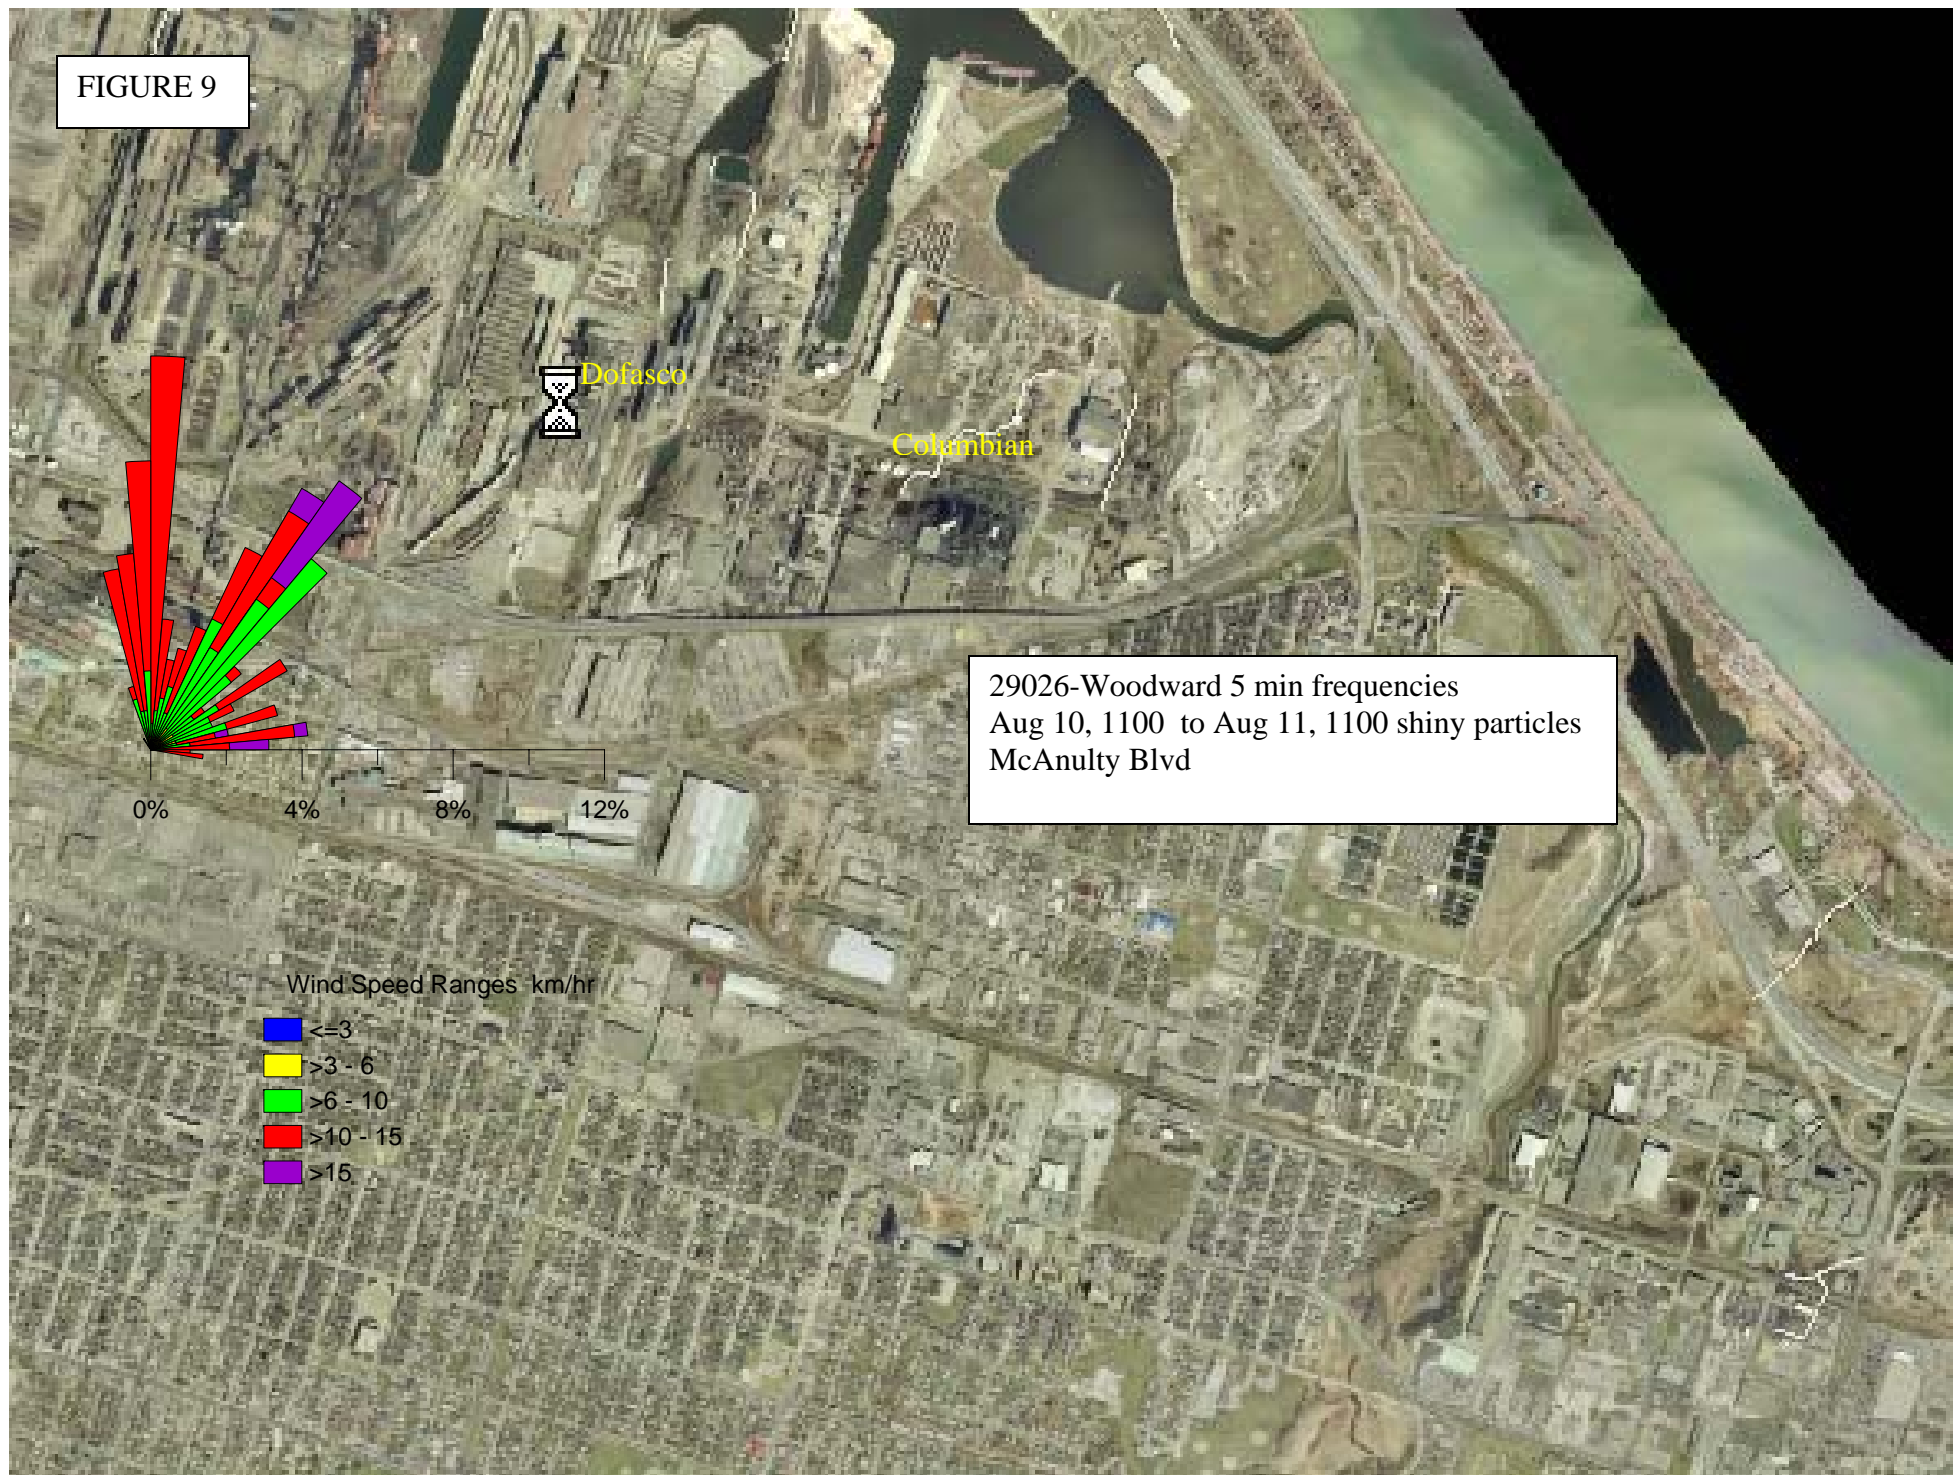 FIGURE 9
Dofasco
Columbian
29026-Woodward 5 min frequencies
Aug 10, 1100  to Aug 11, 1100 shiny particles
McAnulty Blvd
0% 4% 8% 12%
Wind Speed Ranges  km/hr
<=3
>3 - 6
>6 - 10
>10 - 15
>15